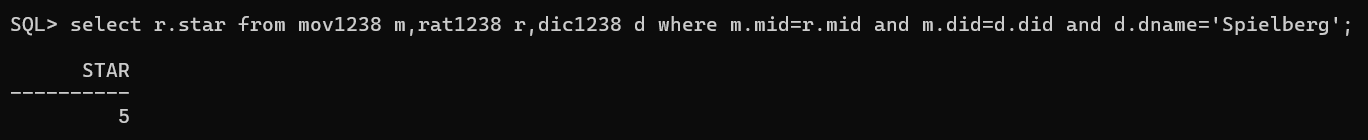 SQL> select r.star from mov1238 m,rat1238 r,dic1238 d where m.mid=r.mid and m.did=d.did and d.dname='Spielberg';
STAR
----------
5